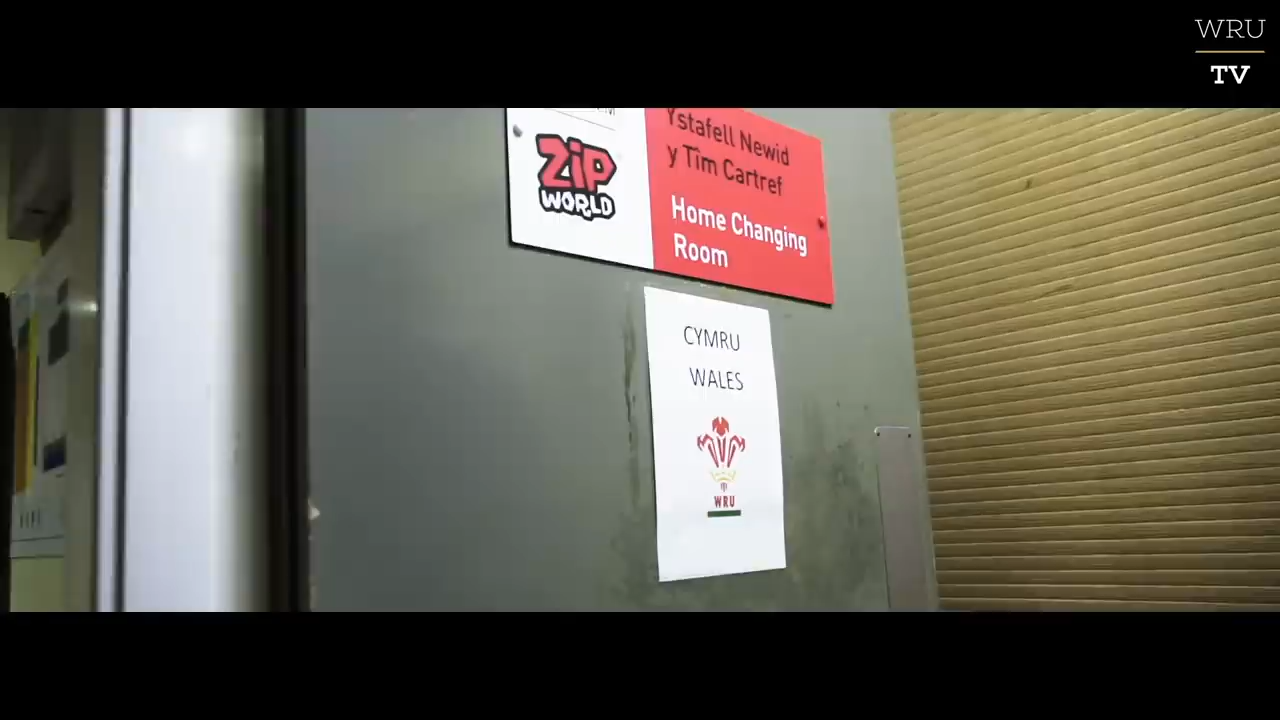 WRU
TV
ZiP
WORLD
Ystafell Newid
y Tîm Cartref
Home Changing
Room
CYMRU
WALES
WRU